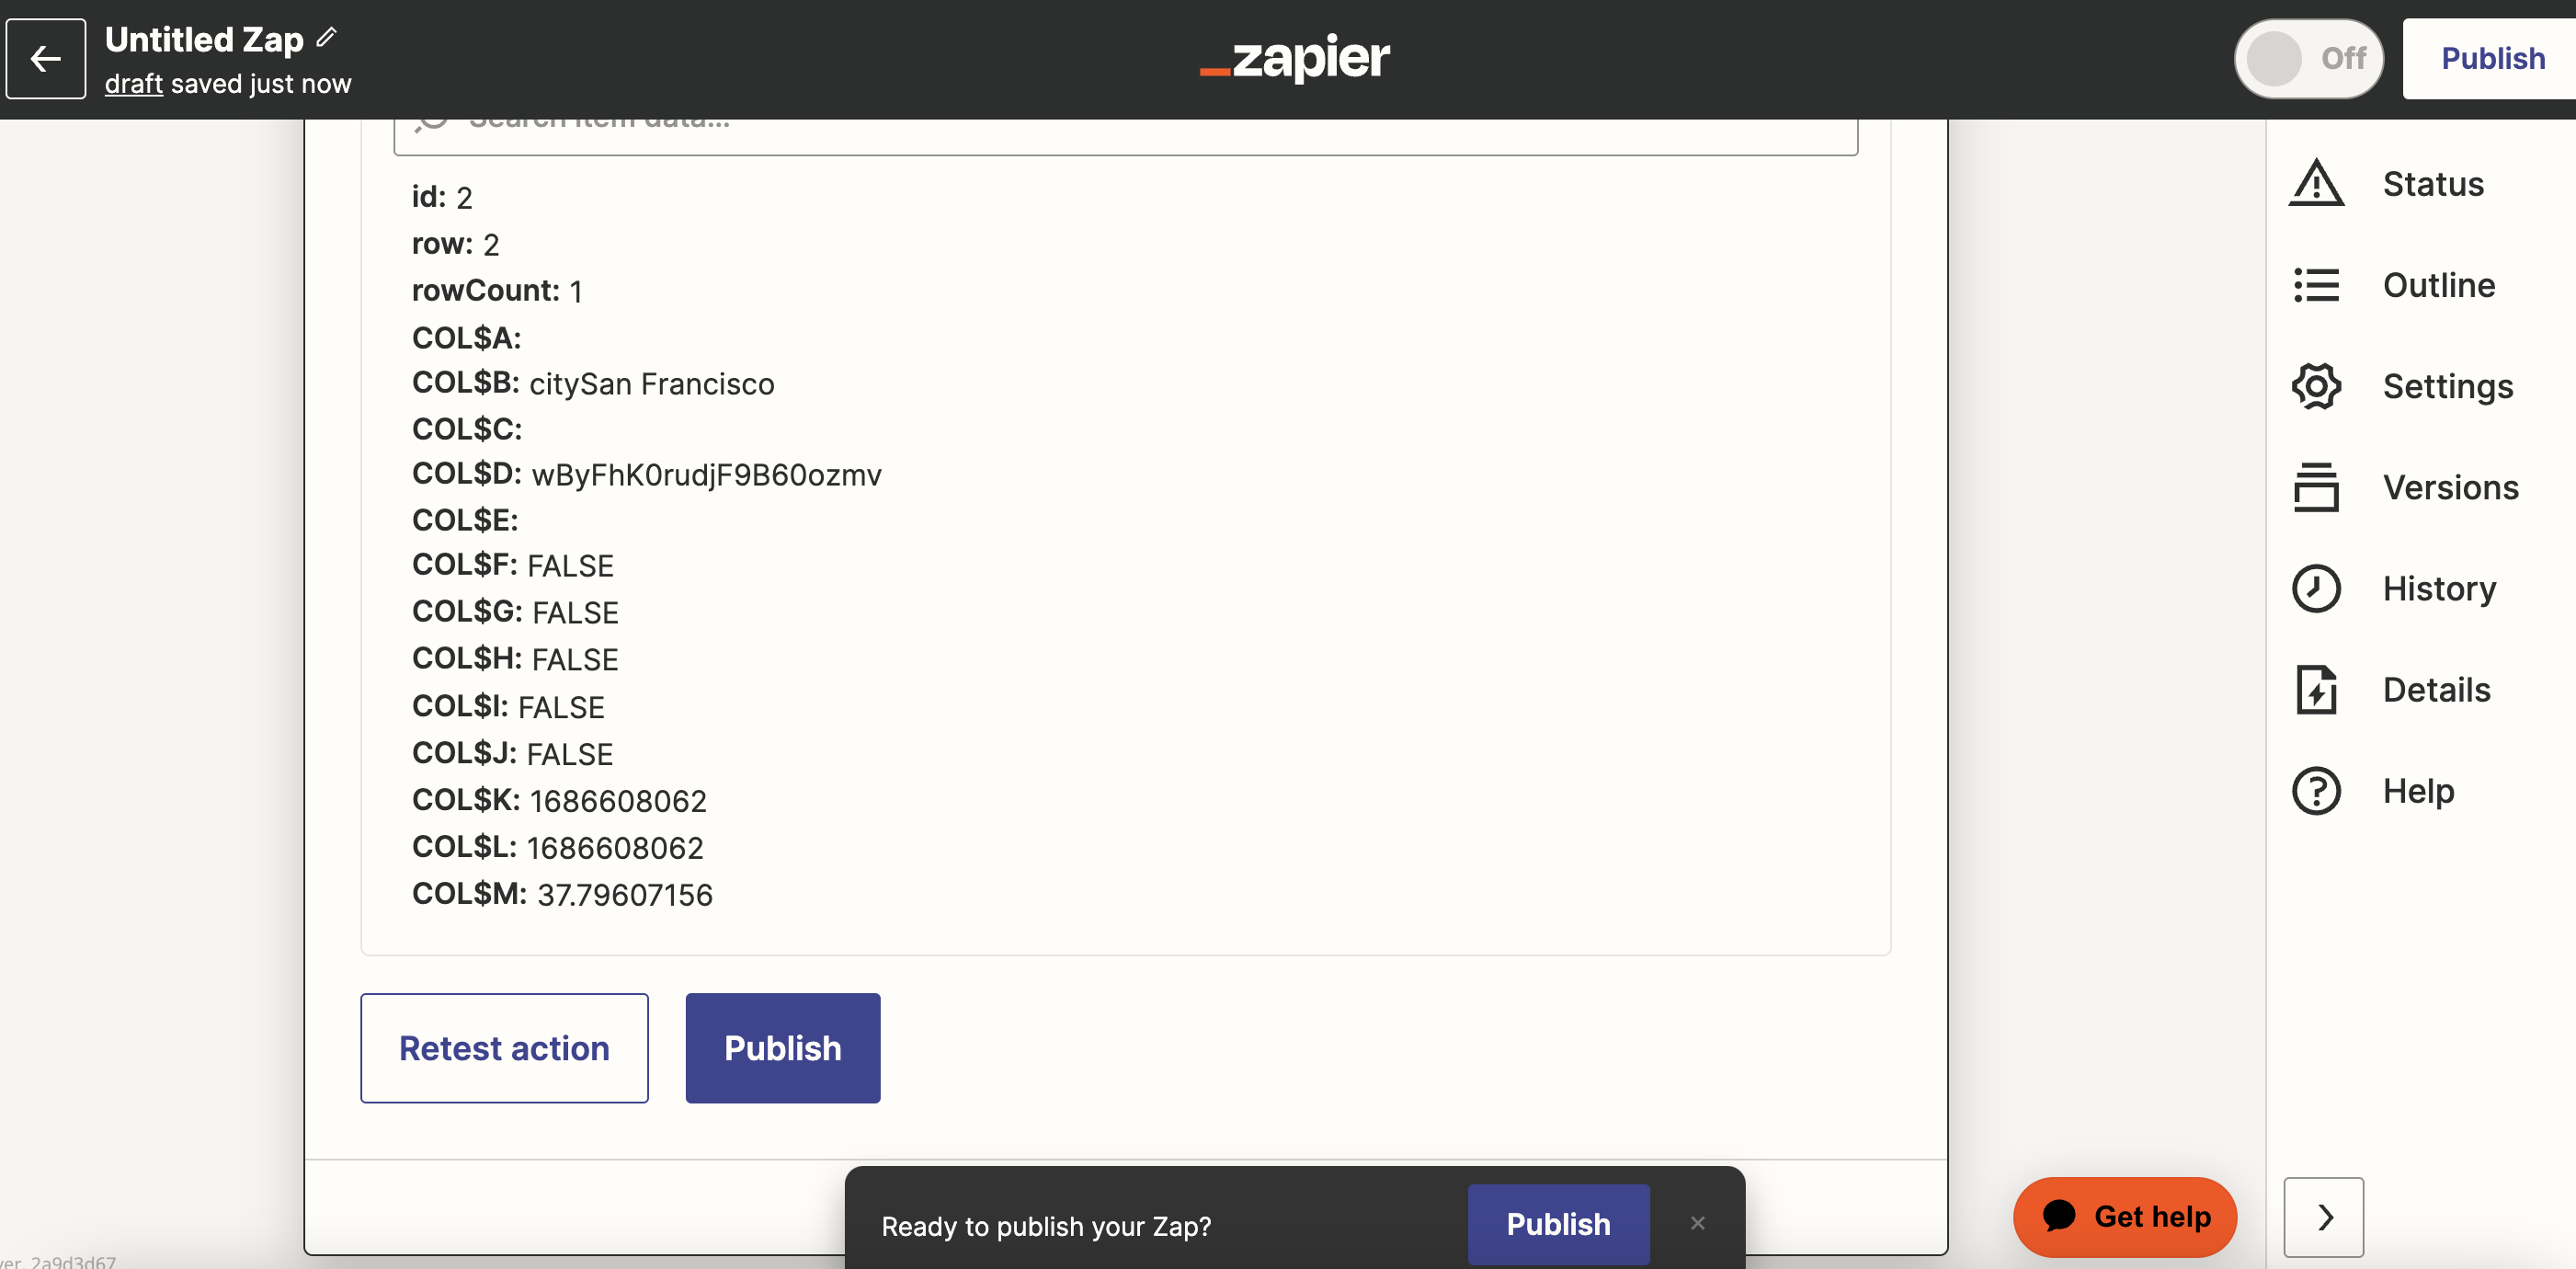 Untitled Zap
draft saved just now
zapier
Off
Publish
Search item data...
id: 2
row: 2
rowCount: 1
COL$A:
COL$B: citySan Francisco
COL$C:
COL$D: wByFhK0rudjF9B60ozmv
COL$E:
COL$F: FALSE
COL$G: FALSE
COL$H: FALSE
COL$I: FALSE
COL$J: FALSE
COL$K: 1686608062
COL$L: 1686608062
COL$M: 37.79607156
Retest action
Publish
Ready to publish your Zap?
Publish
Status
Outline
Settings
Versions
History
Details
Help
Get help
ver. 2a9d3d67